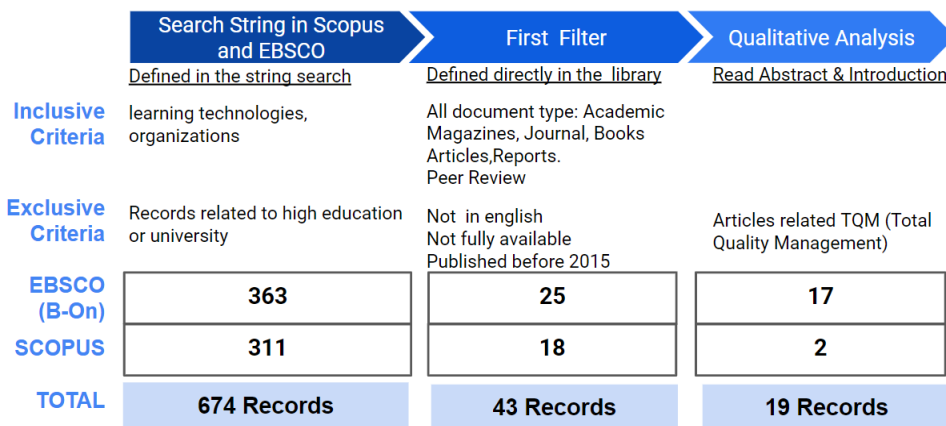 Search String in Scopus
and EBSCO
First Filter
Qualitative Analysis
Defined in the string search
Defined directly in the library
Read Abstract & Introduction
Inclusive
Criteria
learning technologies,
organizations
All document type: Academic
Magazines, Journal, Books
Articles,Reports.
Peer Review
Exclusive
Criteria
Records related to high education
or university
Not in english
Not fully available
Published before 2015
Articles related TQM (Total
Quality Management)
EBSCO
(B-On)
363
25
17
SCOPUS
311
18
2
TOTAL
674 Records
43 Records
19 Records